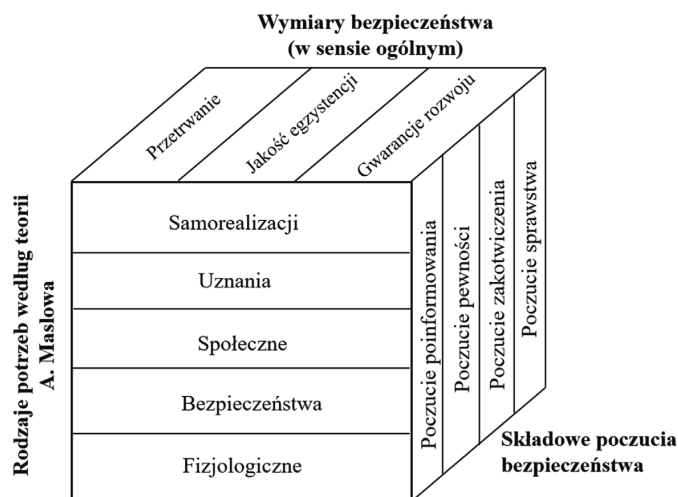 Wymiary bezpieczeństwa
(w sensie ogólnym)
Przetrwanie
Jakość egzystencji
Gwarancje rozwoju
Rodzaje potrzeb według teorii
A. Maslowa
Samorealizacji
Uznania
Społeczne
Bezpieczeństwa
Fizjologiczne
Poczucie poinformowania
Poczucie pewności
Poczucie zakotwiczenia
Poczucie sprawstwa
Składowe poczucia
bezpieczeństwa